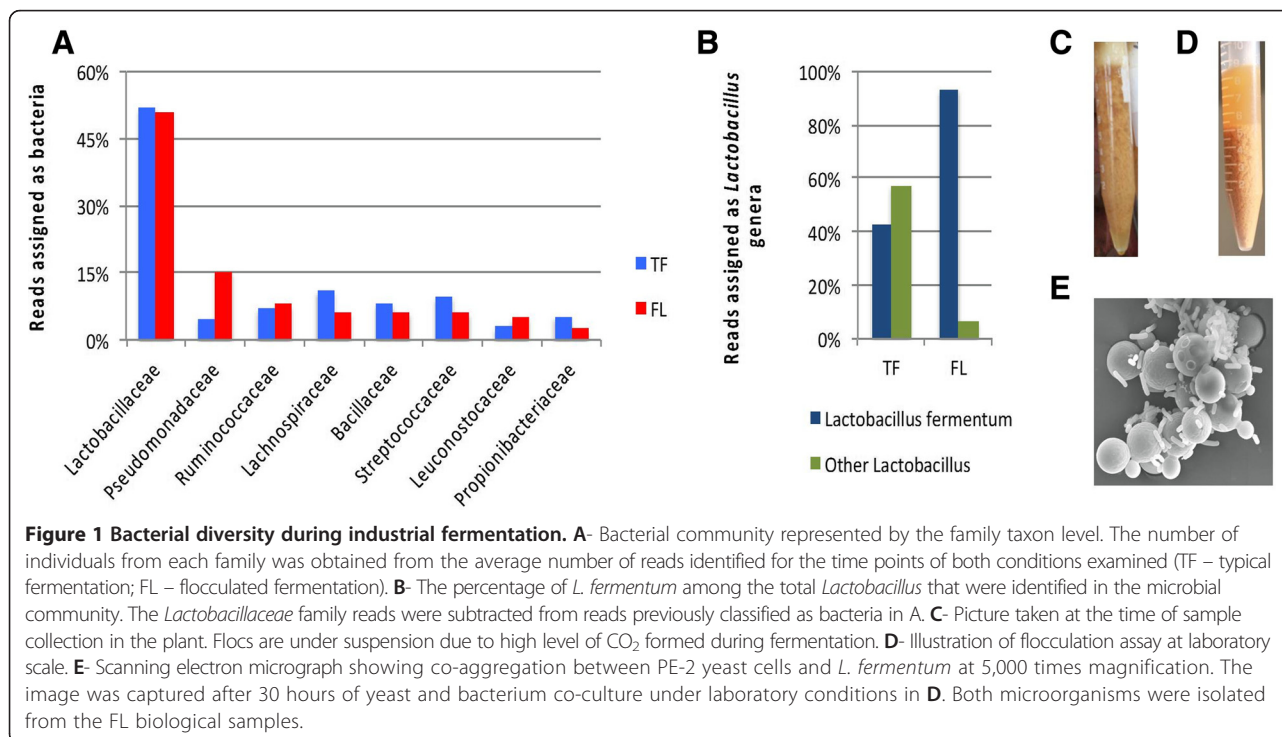 A
B
C
D
60%
45%
30%
15%
0%
Reads assigned as bacteria
Lactobacillaceae
Pseudomonadaceae
Ruminococcaceae
Lachnospiraceae
Bacillaceae
Streptococcaceae
Leuconostocaceae
Propionibacteriaceae
TF
FL
Reads assigned as Lactobacillus
genera
100%
80%
60%
40%
20%
0%
TF
FL
Lactobacillus fermentum
Other Lactobacillus
E
Figure 1 Bacterial diversity during industrial fermentation. A- Bacterial community represented by the family taxon level. The number of
individuals from each family was obtained from the average number of reads identified for the time points of both conditions examined (TF – typical
fermentation; FL – flocculated fermentation). B- The percentage of L. fermentum among the total Lactobacillus that were identified in the microbial
community. The Lactobacillaceae family reads were subtracted from reads previously classified as bacteria in A. C- Picture taken at the time of sample
collection in the plant. Flocs are under suspension due to high level of CO₂ formed during fermentation. D- Illustration of flocculation assay at laboratory
scale. E- Scanning electron micrograph showing co-aggregation between PE-2 yeast cells and L. fermentum at 5,000 times magnification. The
image was captured after 30 hours of yeast and bacterium co-culture under laboratory conditions in D. Both microorganisms were isolated
from the FL biological samples.